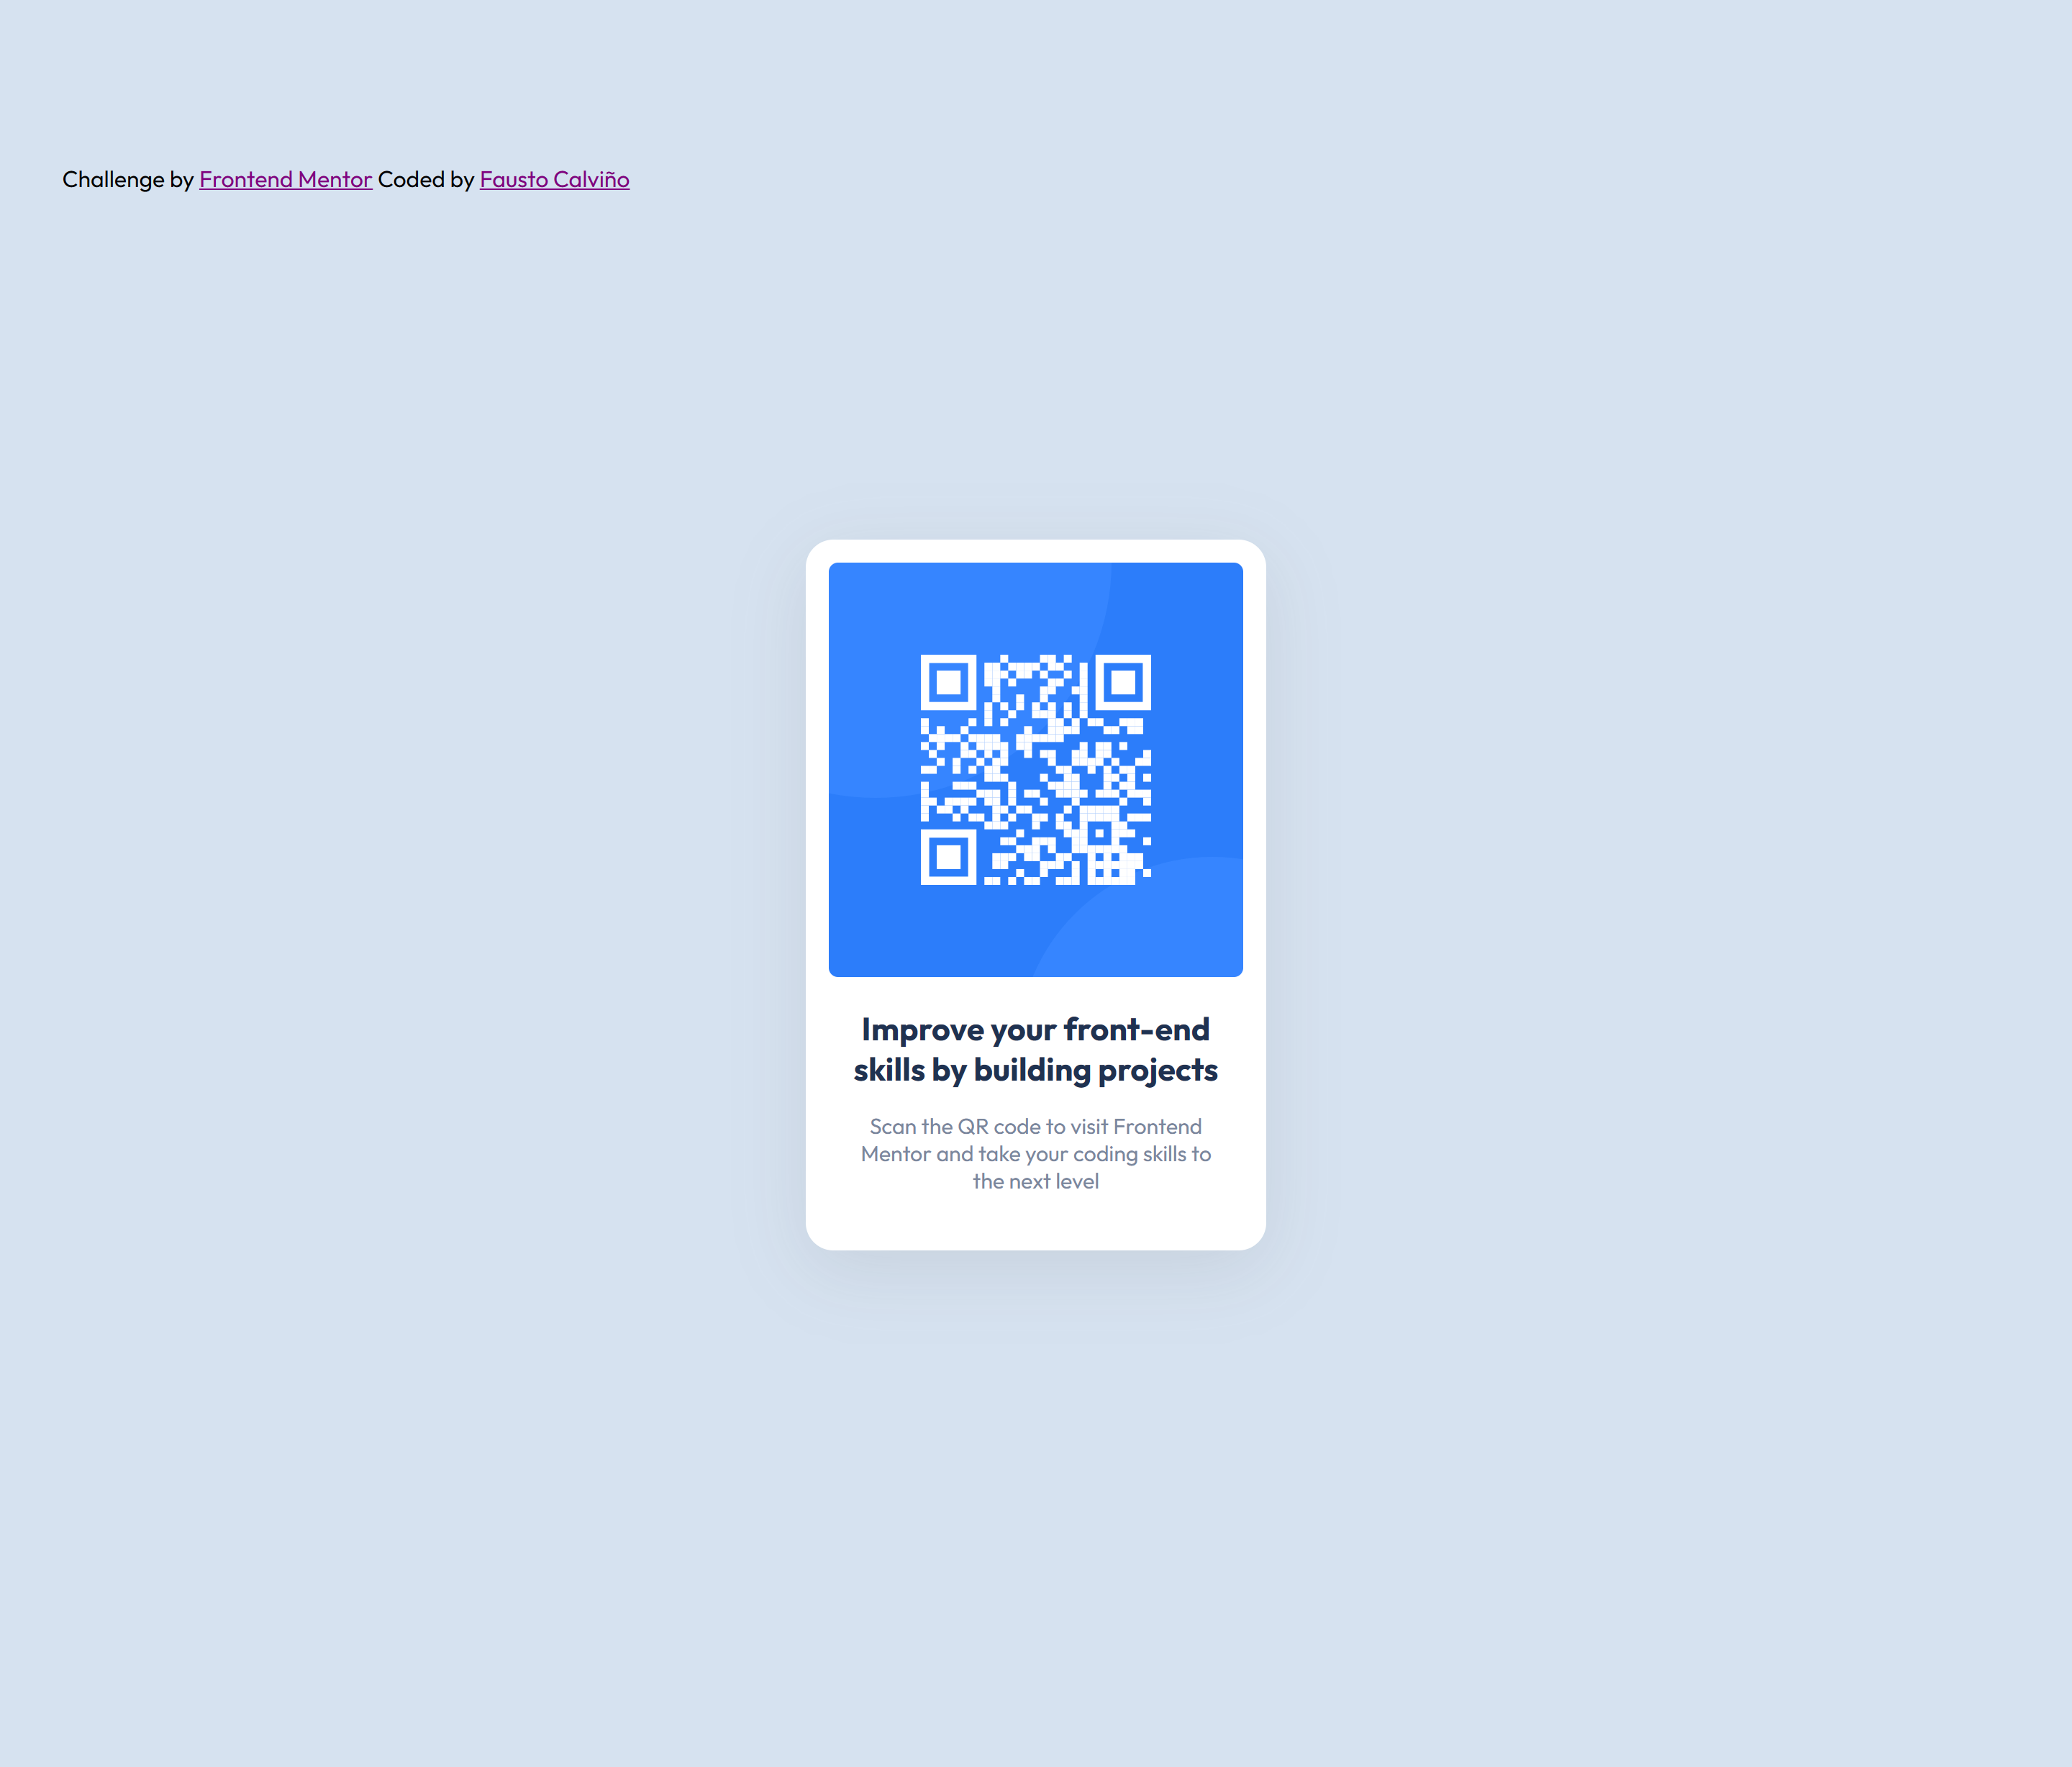 Challenge by Frontend Mentor Coded by Fausto Calviño
Improve your front-end
skills by building projects
Scan the QR code to visit Frontend
Mentor and take your coding skills to
the next level